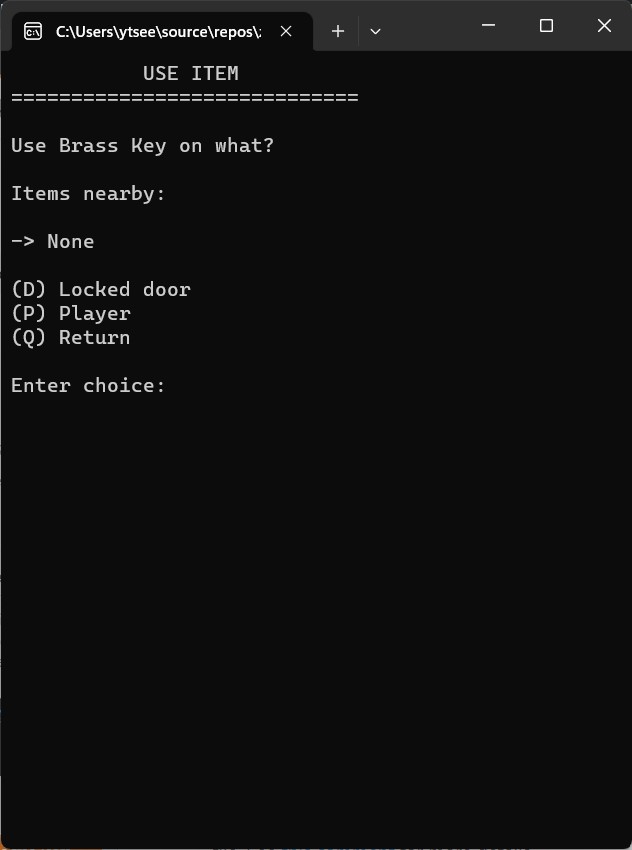 C:\Users\ytsee\source\repos\
USE ITEM
=============================
Use Brass Key on what?
Items nearby:
-> None
(D) Locked door
(P) Player
(Q) Return
Enter choice: